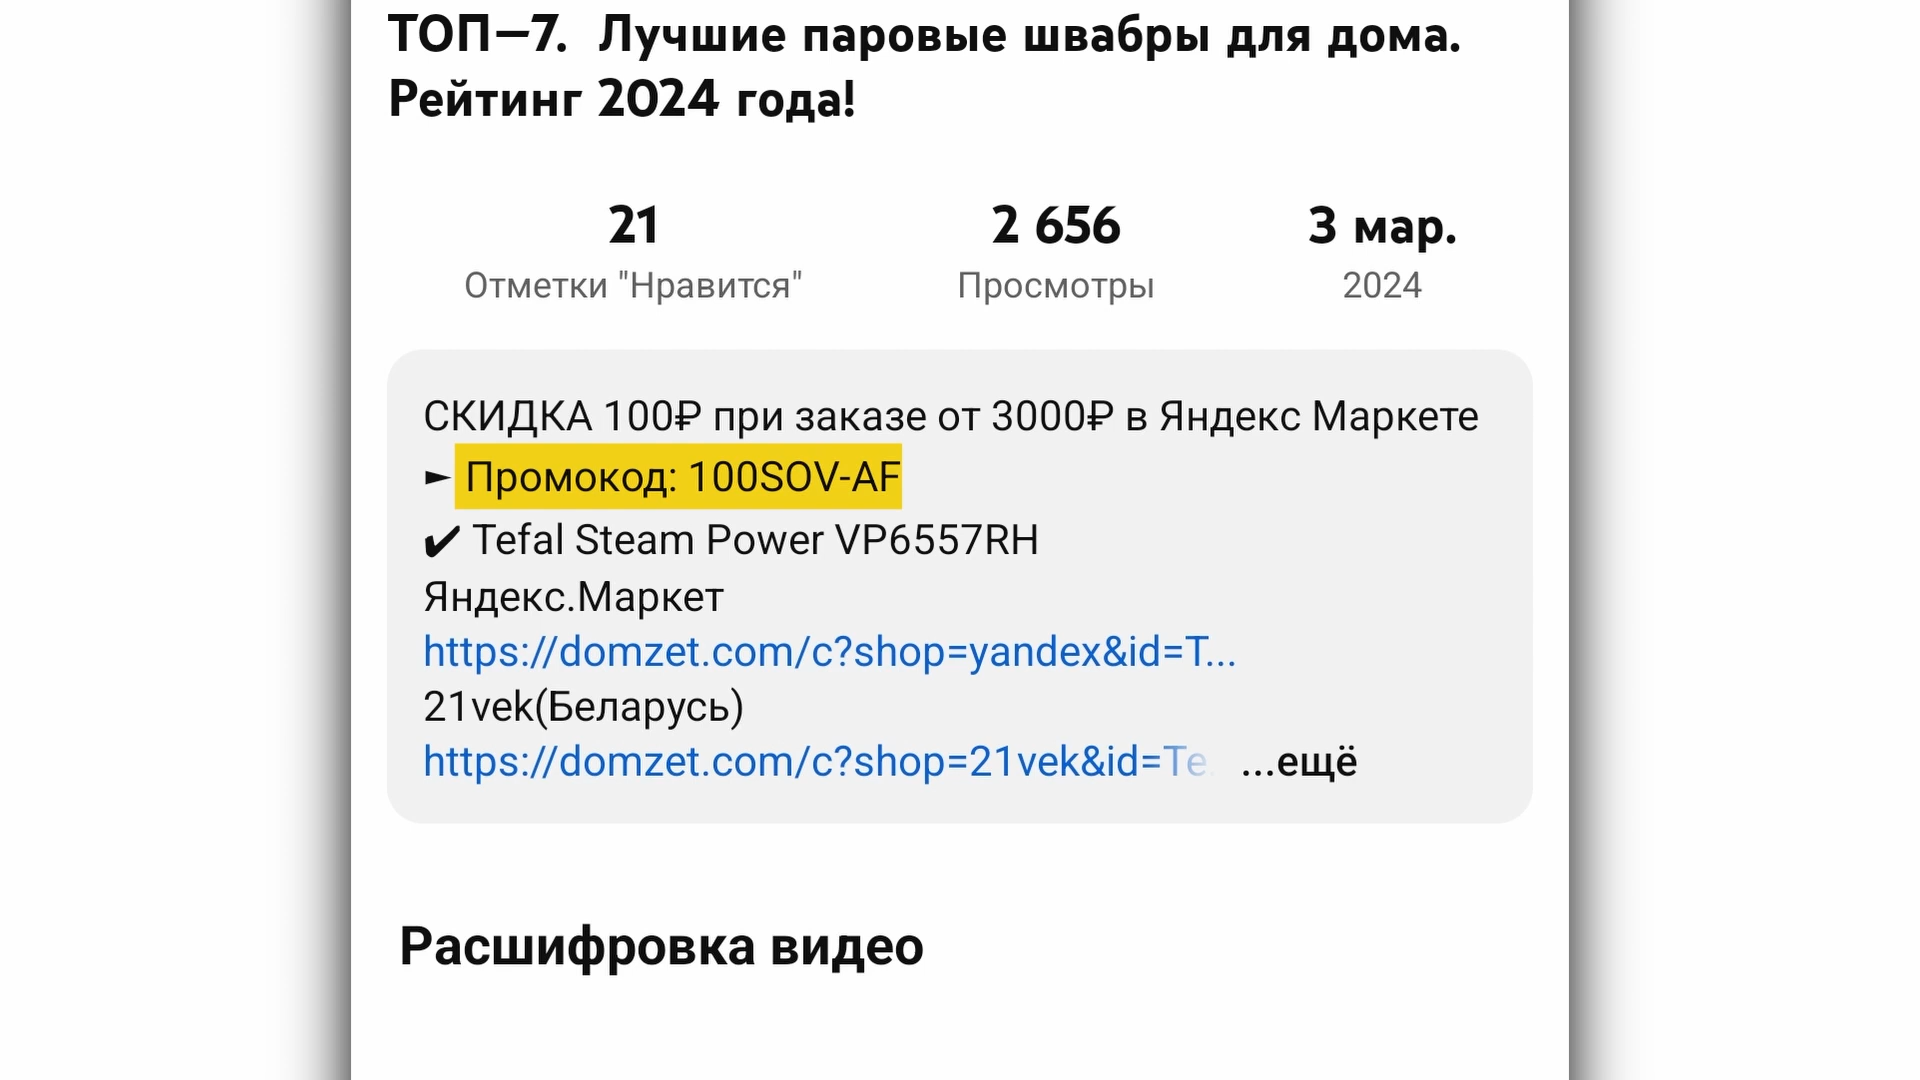 ТОП—7. Лучшие паровые швабры для дома.
Рейтинг 2024 года!
21 2 656 3 мар.
Отметки "Нравится" Просмотры 2024
СКИДКА 100₽ при заказе от 3000₽ в Яндекс Маркете
► Промокод: 100SOV-AF
✔ Tefal Steam Power VP6557RH
Яндекс.Маркет
https://domzet.com/c?shop=yandex&id=T...
21vek(Беларусь)
https://domzet.com/c?shop=21vek&id=Te. ...ещё
Расшифровка видео